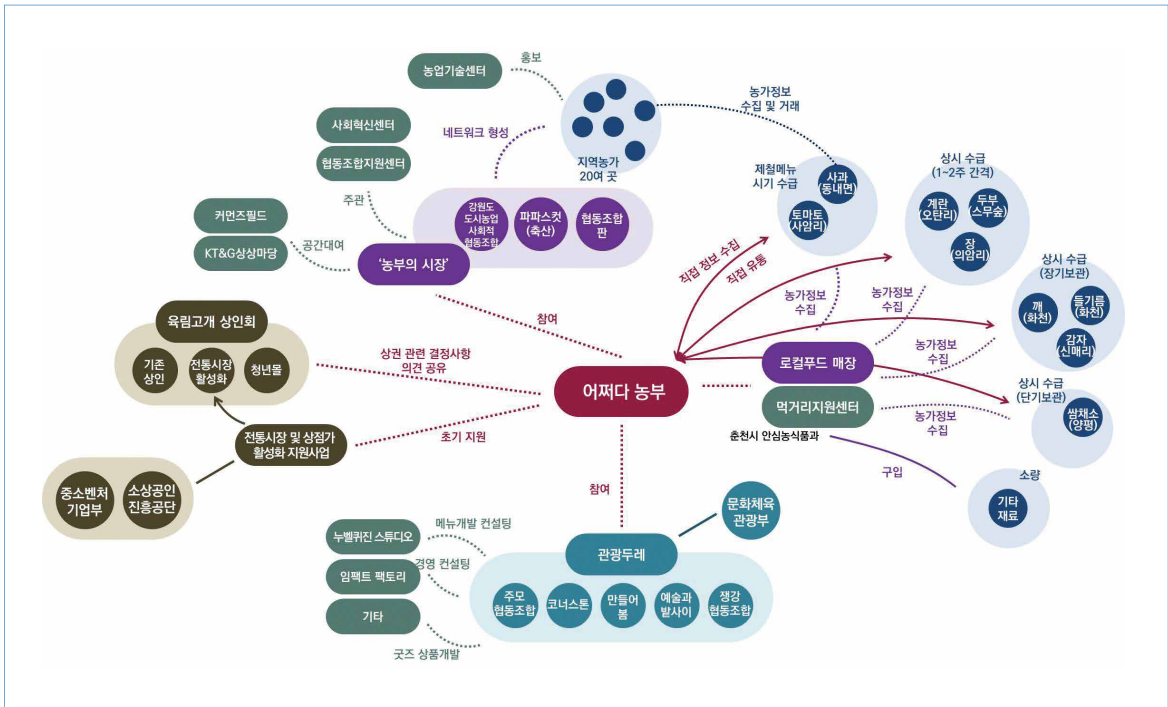 농업기술센터
홍보
사회혁신센터
협동조합지원센터
네트워크 형성
지역농가
20여 곳
농가정보
수집 및 거래
주관
커먼즈필드
KT&G상상마당
공간대여
강원도
도시농업
사회적
협동조합
파파스컷
(축산)
협동조합
판
'농부의 시장'
제철메뉴
시기 수급
사과
(동내면)
토마토
(사암리)
상시 수급
(1~2주 간격)
계란
(오탄리)
두부
(스무숲)
장
(의암리)
직접 정보 수집
직접 유통
상시 수급
(장기보관)
깨
(화천)
들기름
(화천)
감자
(신매리)
농가정보
수집
농가정보
수집
농가정보
수집
육림고개 상인회
기존
상인
전통시장
활성화
청년몰
참여
상권 관련 결정사항
의견 공유
어쩌다 농부
로컬푸드 매장
먹거리지원센터
춘천시 안심농식품과
상시 수급
(단기보관)
쌈채소
(양평)
농가정보
수집
초기 지원
전통시장 및 상점가
활성화 지원사업
중소벤처
기업부
소상공인
진흥공단
구입
소량
기타
재료
참여
문화체육
관광부
누벨퀴진 스튜디오
메뉴개발 컨설팅
임팩트 팩토리
경영 컨설팅
기타
굿즈 상품개발
관광두레
주모
협동조합
코너스톤
만들어
봄
예술과
밭사이
쟁강
협동조합